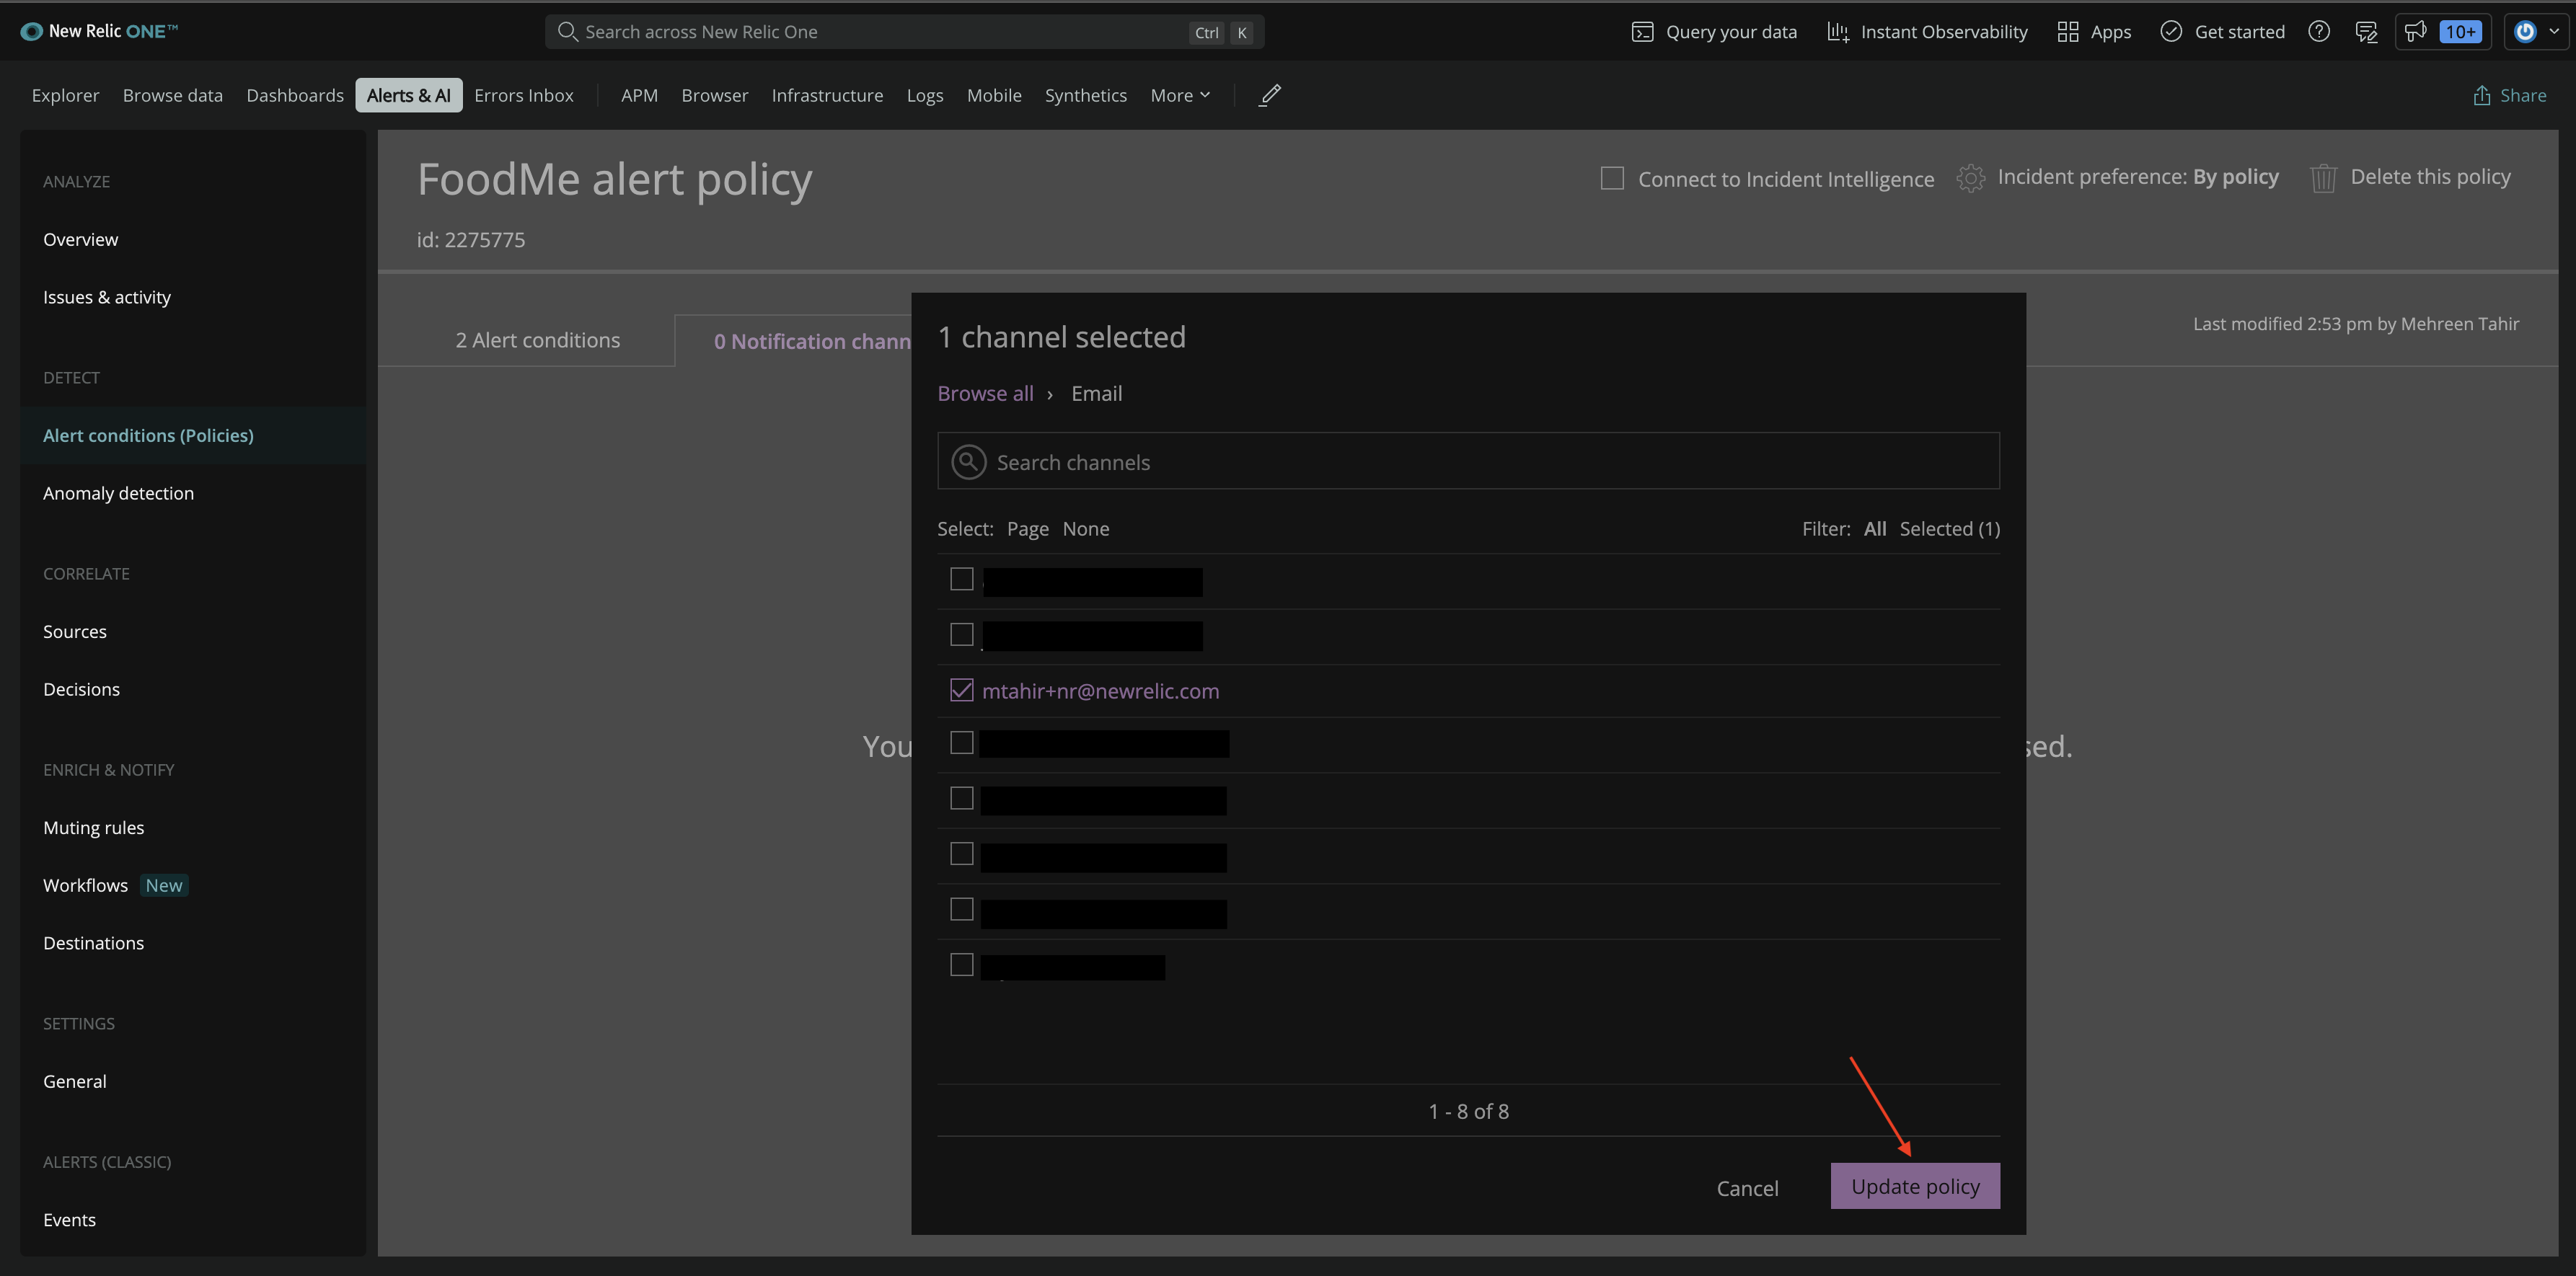 New Relic ONE™
Search across New Relic One
Ctrl K
Query your data
Instant Observability
Apps
Get started
10+
Explorer
Browse data
Dashboards
Alerts & AI
Errors Inbox
APM
Browser
Infrastructure
Logs
Mobile
Synthetics
More
Share
ANALYZE
Overview
Issues & activity
DETECT
Alert conditions (Policies)
Anomaly detection
CORRELATE
Sources
Decisions
ENRICH & NOTIFY
Muting rules
Workflows New
Destinations
SETTINGS
General
ALERTS (CLASSIC)
Events
FoodMe alert policy
id: 2275775
Connect to Incident Intelligence
Incident preference: By policy
Delete this policy
2 Alert conditions
0 Notification chann
Last modified 2:53 pm by Mehreen Tahir
You
sed.
1 channel selected
Browse all › Email
Search channels
Select: Page None
Filter: All Selected (1)
mtahir+nr@newrelic.com
1 - 8 of 8
Cancel
Update policy